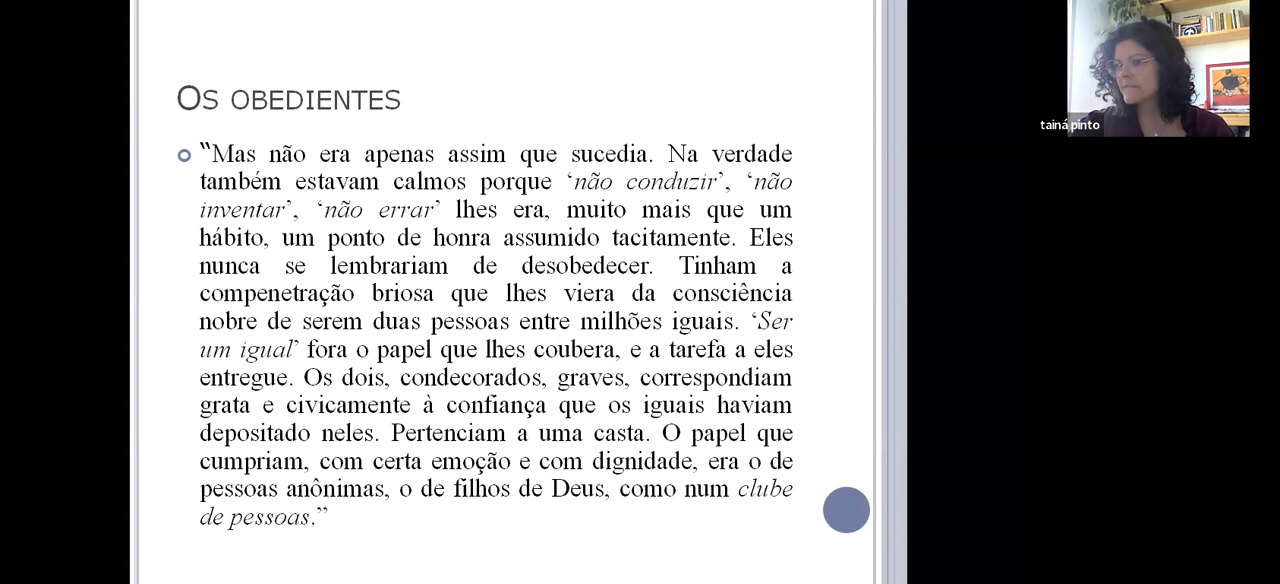 OS OBEDIENTES
“Mas não era apenas assim que sucedia. Na verdade
também estavam calmos porque ‘não conduzir’, ‘não
inventar’, ‘não errar’ lhes era, muito mais que um
hábito, um ponto de honra assumido tacitamente. Eles
nunca se lembrariam de desobedecer. Tinham a
compenetração briosa que lhes viera da consciência
nobre de serem duas pessoas entre milhões iguais. ‘Ser
um igual’ fora o papel que lhes coubera, e a tarefa a eles
entregue. Os dois, condecorados, graves, correspondiam
grata e civicamente à confiança que os iguais haviam
depositado neles. Pertenciam a uma casta. O papel que
cumpriam, com certa emoção e com dignidade, era o de
pessoas anônimas, o de filhos de Deus, como num clube
de pessoas.”
tainá pinto